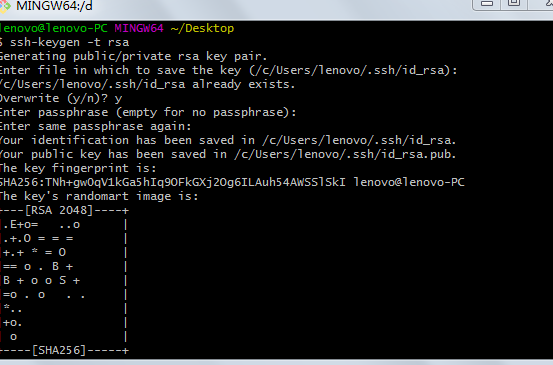 MINGW64:/d
lenovo@lenovo-PC MINGW64 ~/Desktop
$ ssh-keygen -t rsa
Generating public/private rsa key pair.
Enter file in which to save the key (/c/Users/lenovo/.ssh/id_rsa):
/c/Users/lenovo/.ssh/id_rsa already exists.
Overwrite (y/n)? y
Enter passphrase (empty for no passphrase):
Enter same passphrase again:
Your identification has been saved in /c/Users/lenovo/.ssh/id_rsa.
Your public key has been saved in /c/Users/lenovo/.ssh/id_rsa.pub.
The key fingerprint is:
SHA256:TNh+gwOqV1kGa5hIq9OFkGXj2Og6ILAuh54AWSSlSkI lenovo@lenovo-PC
The key's randomart image is:
----[RSA 2048]----+
|.E+o=   ..o      |
|.+.O = = =       |
|+.+ * = O        |
|== o . B +       |
|B + o o S +      |
|=o . o   . .     |
|*..              |
|+o.              |
| o               |
----[SHA256]-----+